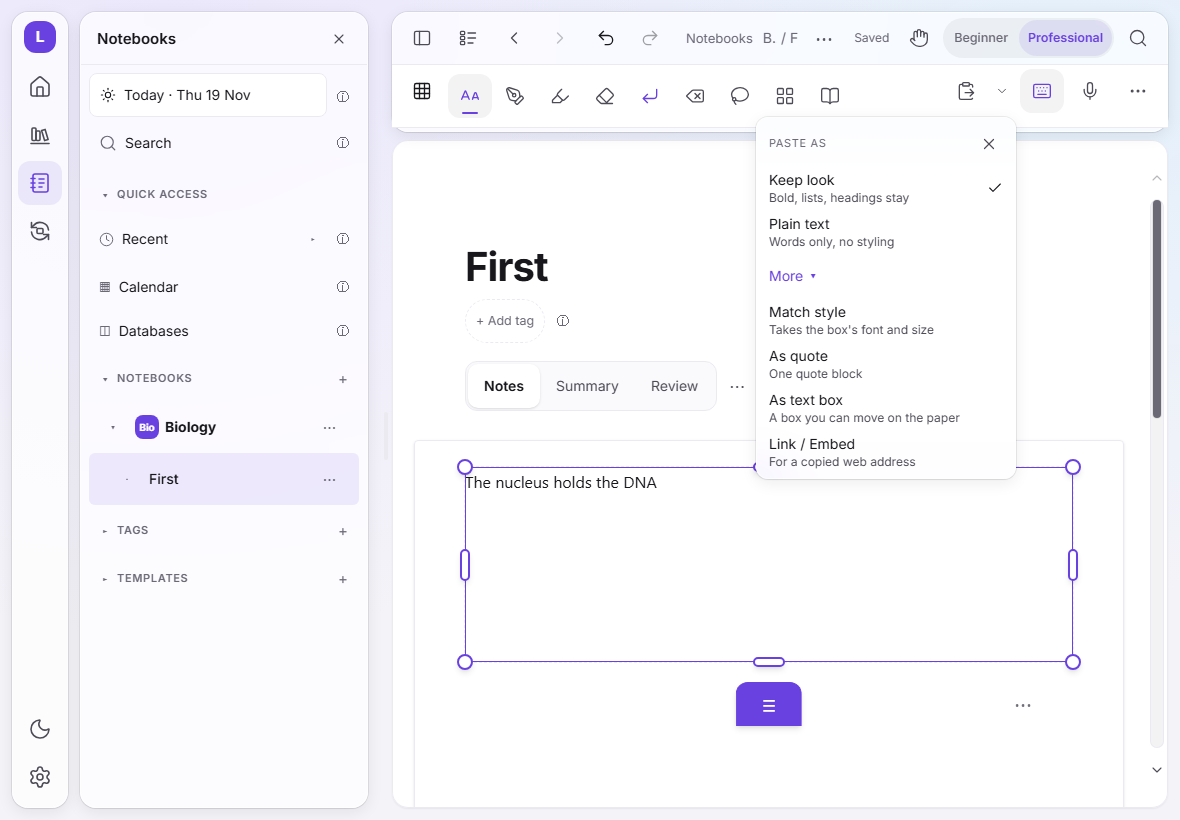 L
Notebooks
Today · Thu 19 Nov
Search
QUICK ACCESS
Recent
Calendar
Databases
NOTEBOOKS
Bio Biology
First
TAGS
TEMPLATES
Notebooks B. / F
Saved
Beginner
Professional
AA
PASTE AS
Keep look
Bold, lists, headings stay
Plain text
Words only, no styling
More
Match style
Takes the box's font and size
As quote
One quote block
As text box
A box you can move on the paper
Link / Embed
For a copied web address
First
+ Add tag
Notes
Summary
Review
The nucleus holds the DNA